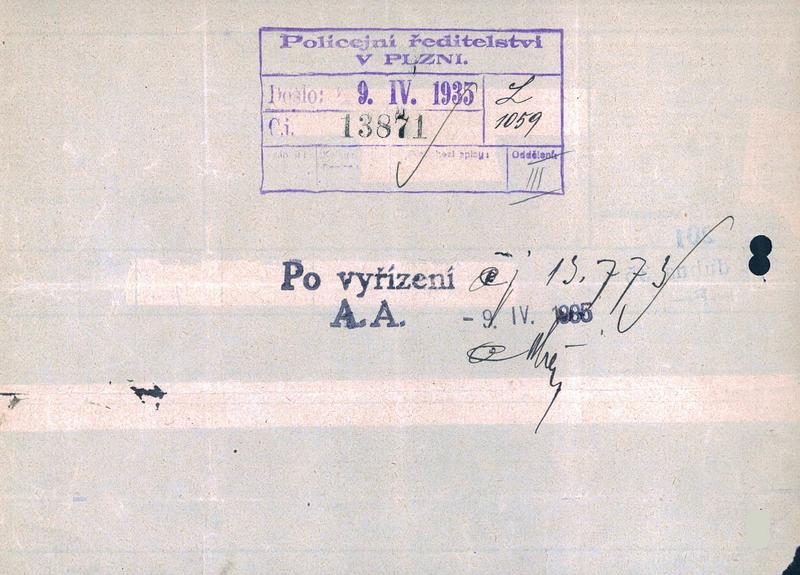 Policejní ředitelství
V PLZNI.
Došlo: 9. IV. 1935 L
Č.j. 13871 1059
Oddělení:
III
Po vyřízení čj 13.773
A.A. - 9. IV. 1935